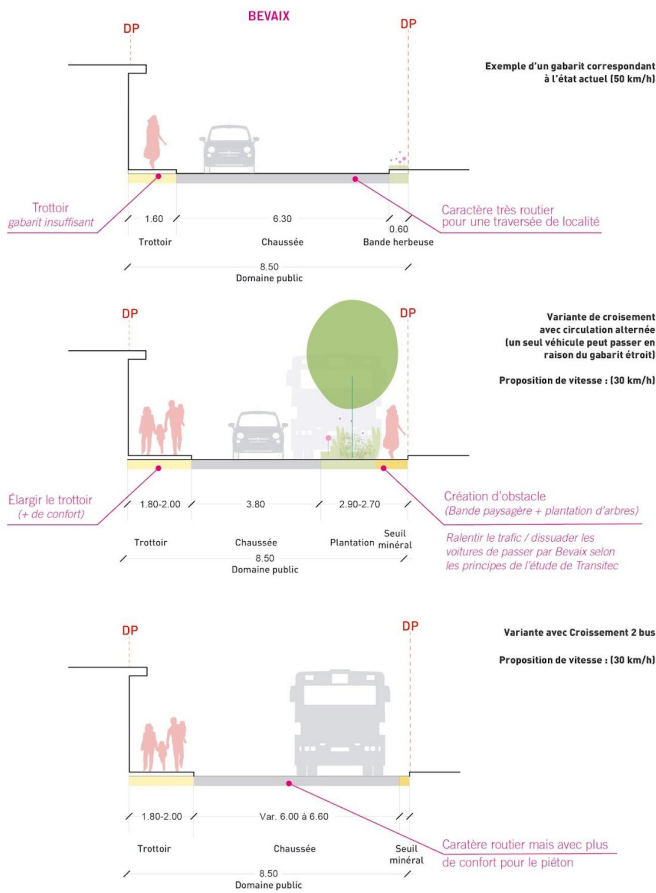 BEVAIX
DP
DP
Exemple d'un gabarit correspondant
à l'état actuel (50 km/h)
Trottoir
gabarit insuffisant
Caractère très routier
pour une traversée de localité
1.60
6.30
0.60
Trottoir
Chaussée
Bande herbeuse
8.50
Domaine public
DP
DP
Variante de croisement
avec circulation alternée
(un seul véhicule peut passer en
raison du gabarit étroit)
Proposition de vitesse : (30 km/h)
Élargir le trottoir
(+ de confort)
1.80-2.00
3.80
2.90-2.70
Création d'obstacle
(Bande paysagère + plantation d'arbres)
Ralentir le trafic / dissuader les
voitures de passer par Bevaix selon
les principes de l'étude de Transitec
Trottoir
Chaussée
Plantation
Seuil
minéral
8.50
Domaine public
DP
DP
Variante avec Croissement 2 bus
Proposition de vitesse : (30 km/h)
1.80-2.00
Var. 6.00 à 6.60
Trottoir
Chaussée
Seuil
minéral
Caratère routier mais avec plus
de confort pour le piéton
8.50
Domaine public